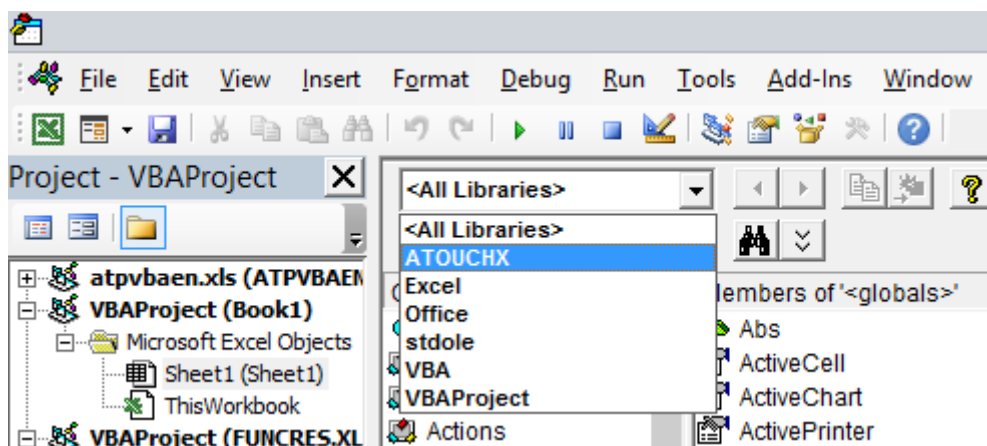 File Edit View Insert Format Debug Run Tools Add-Ins Window
Project - VBAProject
<All Libraries>
<All Libraries>
ATOUCHX
Excel
Office
stdole
VBA
VBAProject
atpvbaen.xls (ATPVBAEN
VBAProject (Book1)
Microsoft Excel Objects
Sheet1 (Sheet1)
ThisWorkbook
VBAProject (FUNCRES.XL
Actions
Members of '<globals>'
Abs
ActiveCell
ActiveChart
ActivePrinter